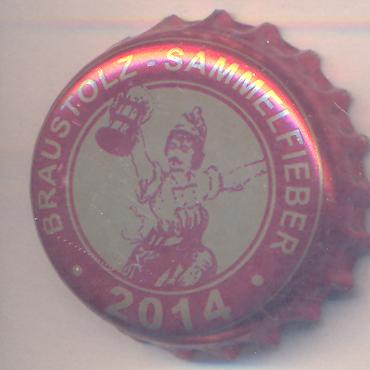 BRAUSTOLZ - SAMMELFIEBER
· 2014 ·